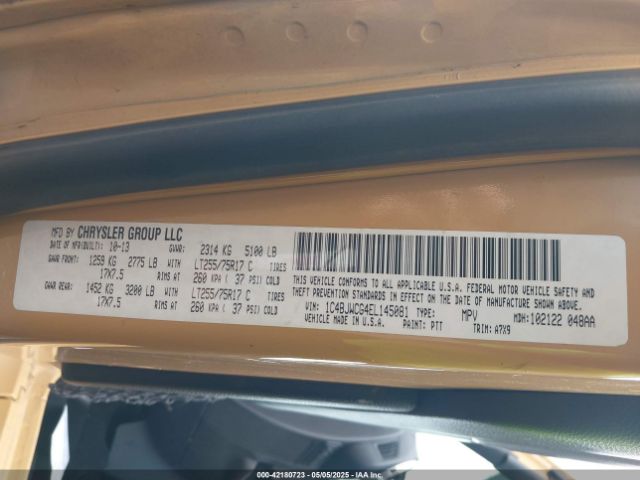 MFD BY CHRYSLER GROUP LLC
DATE OF MFR(BUILT): 10-13 GVWR: 2314 KG 5100 LB
GAWR FRONT: 1259 KG 2775 LB WITH LT255/75R17 C TIRES
17X7.5 RIMS AT 260 KPA ( 37 PSI) COLD
GAWR REAR: 1452 KG 3200 LB WITH LT255/75R17 C TIRES
17X7.5 RIMS AT 260 KPA ( 37 PSI) COLD
THIS VEHICLE CONFORMS TO ALL APPLICABLE U.S.A. FEDERAL MOTOR VEHICLE SAFETY AND
THEFT PREVENTION STANDARDS IN EFFECT ON THE DATE OF MANUFACTURE SHOWN ABOVE.
VIN: 1C4BJWCG4EL145081 TYPE: MPV MDH: 102122 048AA
VEHICLE MADE IN U.S.A. PAINT: PTT TRIM: A7X9
000-42180723 - 05/05/2025 - IAAI.COM